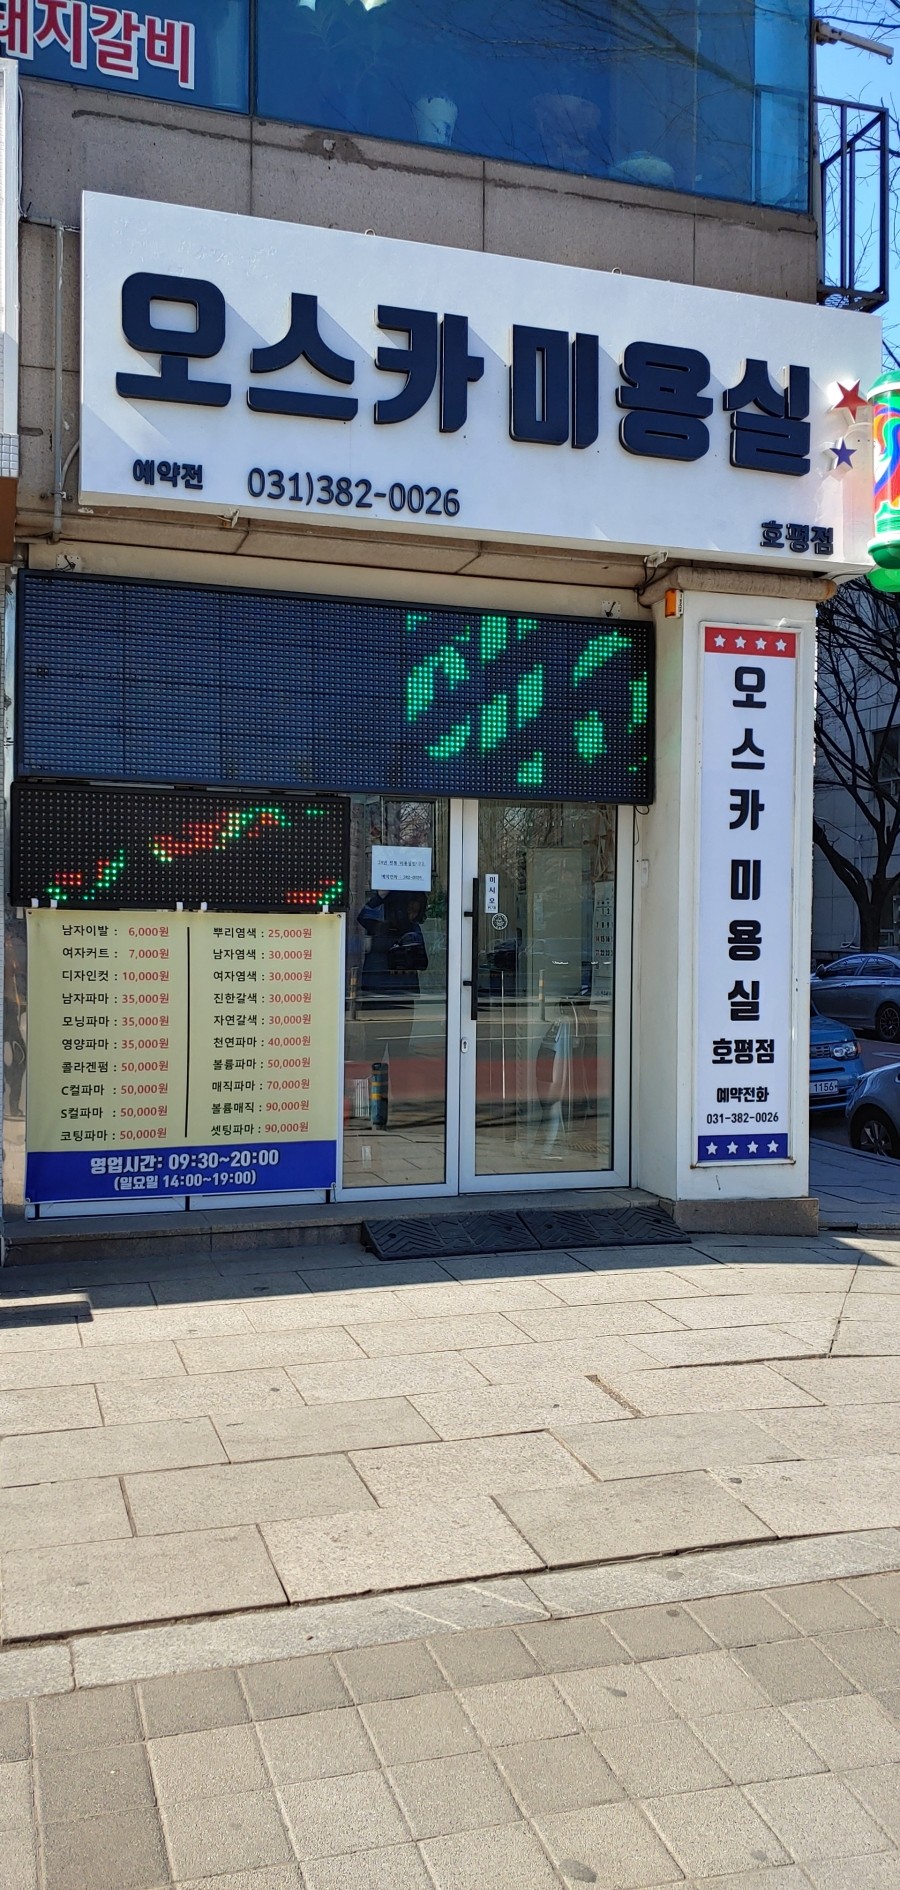 돼지갈비
오스카 미용실
예약전 031)382-0026
호평점
남자이발 : 6,000원
여자커트 : 7,000원
디자인컷 : 10,000원
남자파마 : 35,000원
모닝파마 : 35,000원
영양파마 : 35,000원
콜라겐펌 : 50,000원
C컬파마 : 50,000원
S컬파마 : 50,000원
코팅파마 : 50,000원
뿌리염색 : 25,000원
남자염색 : 30,000원
여자염색 : 30,000원
진한갈색 : 30,000원
자연갈색 : 30,000원
천연파마 : 40,000원
볼륨파마 : 50,000원
매직파마 : 70,000원
볼륨매직 : 90,000원
셋팅파마 : 90,000원
영업시간: 09:30~20:00
(일요일 14:00~19:00)
미시오
오스카미용실
호평점
예약전화
031-382-0026
1156